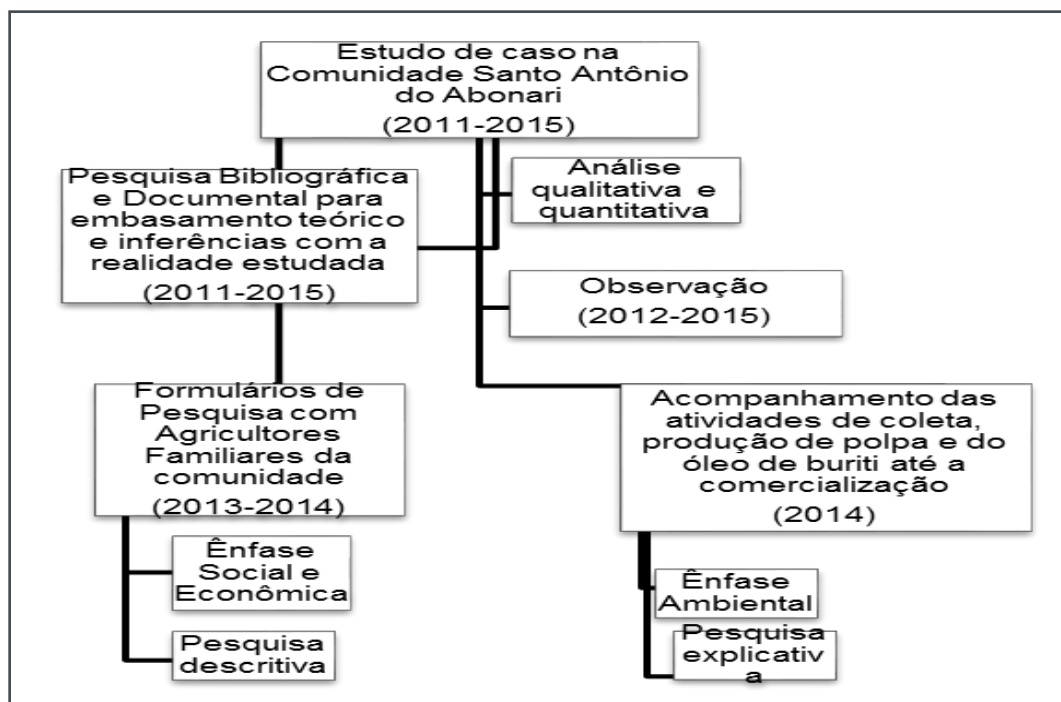 Estudo de caso na
Comunidade Santo Antônio
do Abonari
(2011-2015)
Pesquisa Bibliográfica
e Documental para
embasamento teórico
e inferências com a
realidade estudada
(2011-2015)
Análise
qualitativa e
quantitativa
Observação
(2012-2015)
Formulários de
Pesquisa com
Agricultores
Familiares da
comunidade
(2013-2014)
Acompanhamento das
atividades de coleta,
produção de polpa e do
óleo de buriti até a
comercialização
(2014)
Ênfase
Social e
Econômica
Pesquisa
descritiva
Ênfase
Ambiental
Pesquisa
explicativ
a